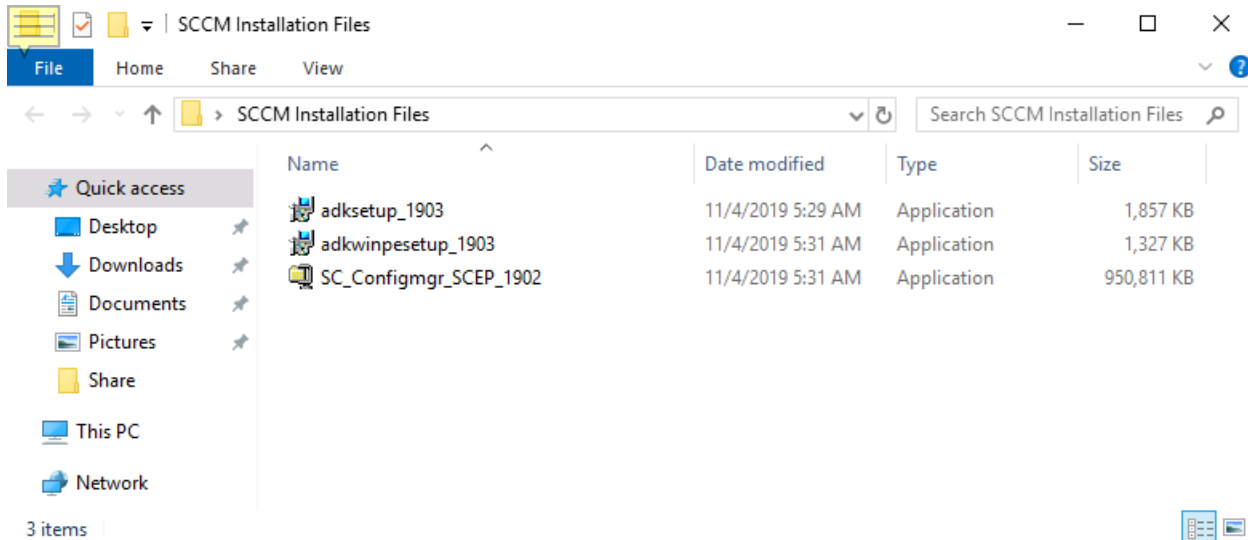 SCCM Installation Files
File Home Share View
SCCM Installation Files Search SCCM Installation Files
Name Date modified Type Size
Quick access
adksetup_1903 11/4/2019 5:29 AM Application 1,857 KB
Desktop
adkwinpesetup_1903 11/4/2019 5:31 AM Application 1,327 KB
Downloads
SC_Configmgr_SCEP_1902 11/4/2019 5:31 AM Application 950,811 KB
Documents
Pictures
Share
This PC
Network
3 items